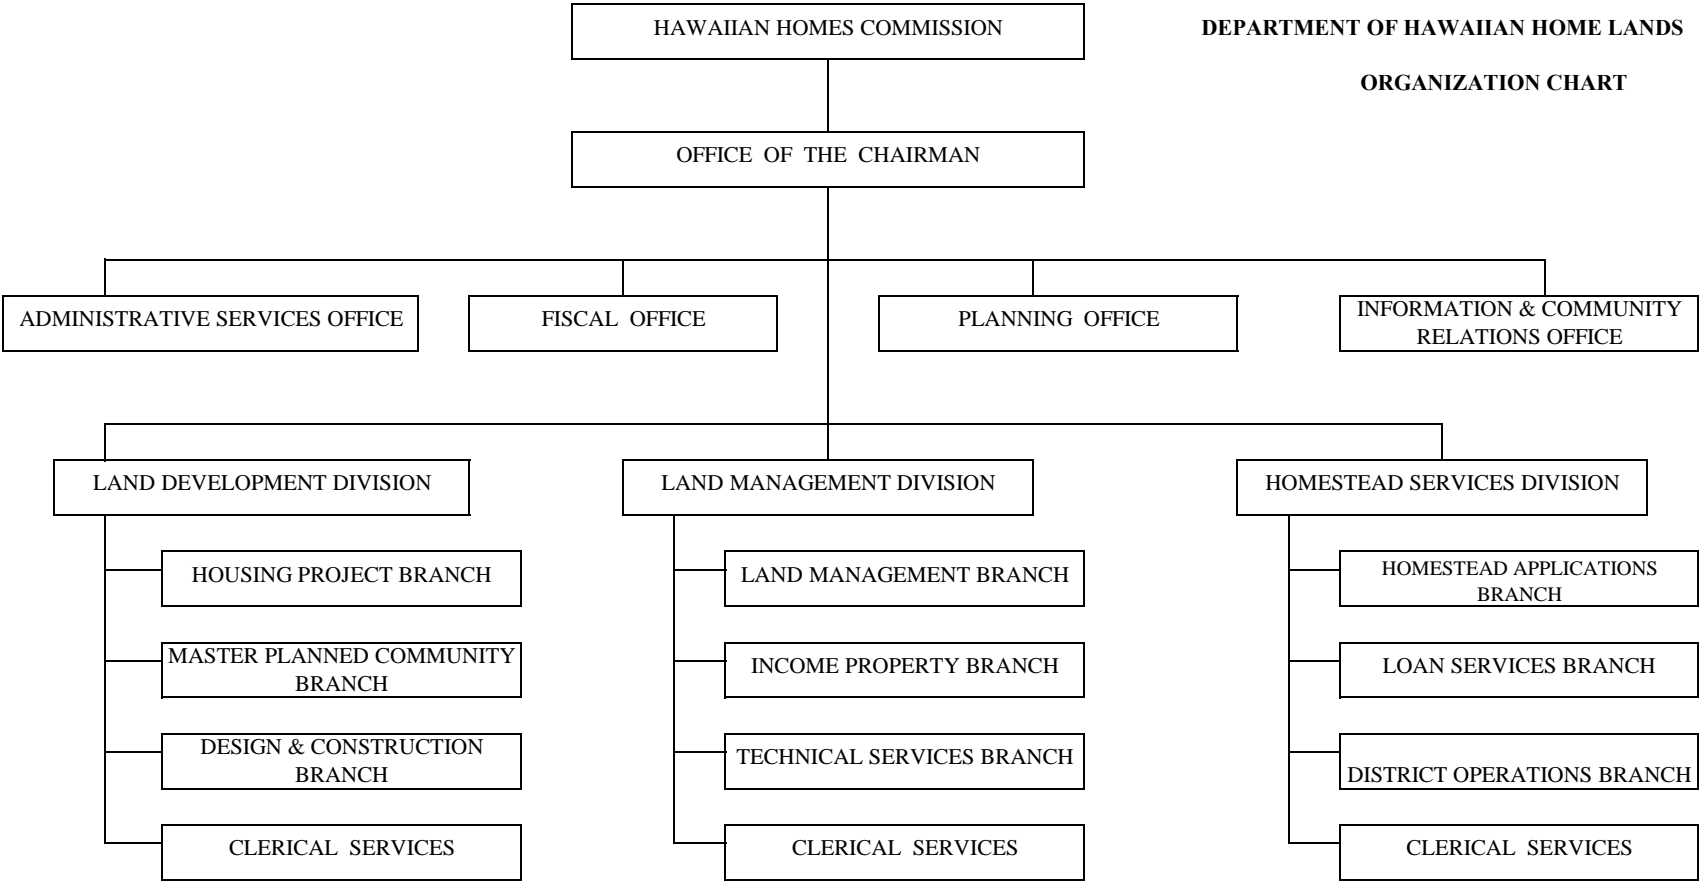 HAWAIIAN HOMES COMMISSION
DEPARTMENT OF HAWAIIAN HOME LANDS
ORGANIZATION CHART
OFFICE OF THE CHAIRMAN
ADMINISTRATIVE SERVICES OFFICE
FISCAL OFFICE
PLANNING OFFICE
INFORMATION & COMMUNITY
RELATIONS OFFICE
LAND DEVELOPMENT DIVISION
LAND MANAGEMENT DIVISION
HOMESTEAD SERVICES DIVISION
HOUSING PROJECT BRANCH
LAND MANAGEMENT BRANCH
HOMESTEAD APPLICATIONS
BRANCH
MASTER PLANNED COMMUNITY
BRANCH
INCOME PROPERTY BRANCH
LOAN SERVICES BRANCH
DESIGN & CONSTRUCTION
BRANCH
TECHNICAL SERVICES BRANCH
DISTRICT OPERATIONS BRANCH
CLERICAL SERVICES
CLERICAL SERVICES
CLERICAL SERVICES